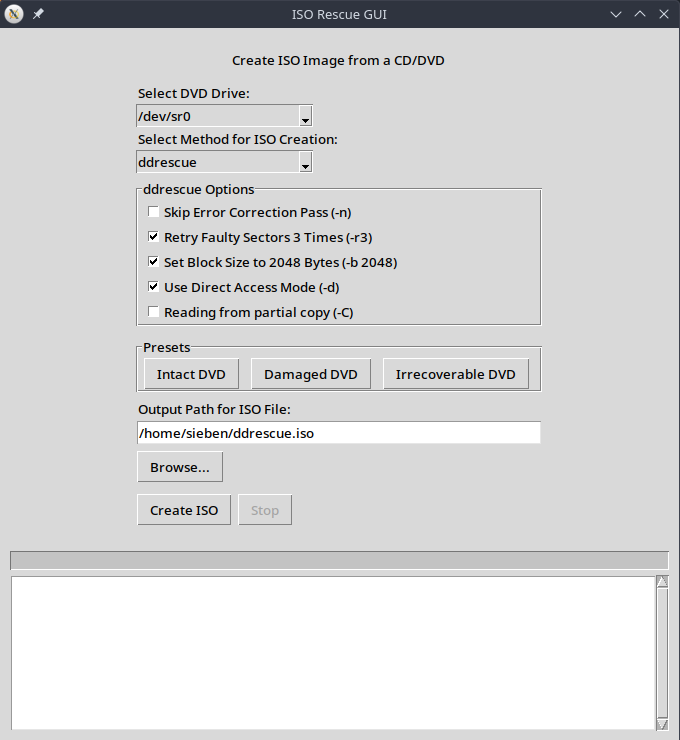 ISO Rescue GUI
Create ISO Image from a CD/DVD
Select DVD Drive:
/dev/sr0
Select Method for ISO Creation:
ddrescue
ddrescue Options
Skip Error Correction Pass (-n)
Retry Faulty Sectors 3 Times (-r3)
Set Block Size to 2048 Bytes (-b 2048)
Use Direct Access Mode (-d)
Reading from partial copy (-C)
Presets
Intact DVD Damaged DVD Irrecoverable DVD
Output Path for ISO File:
/home/sieben/ddrescue.iso
Browse...
Create ISO Stop